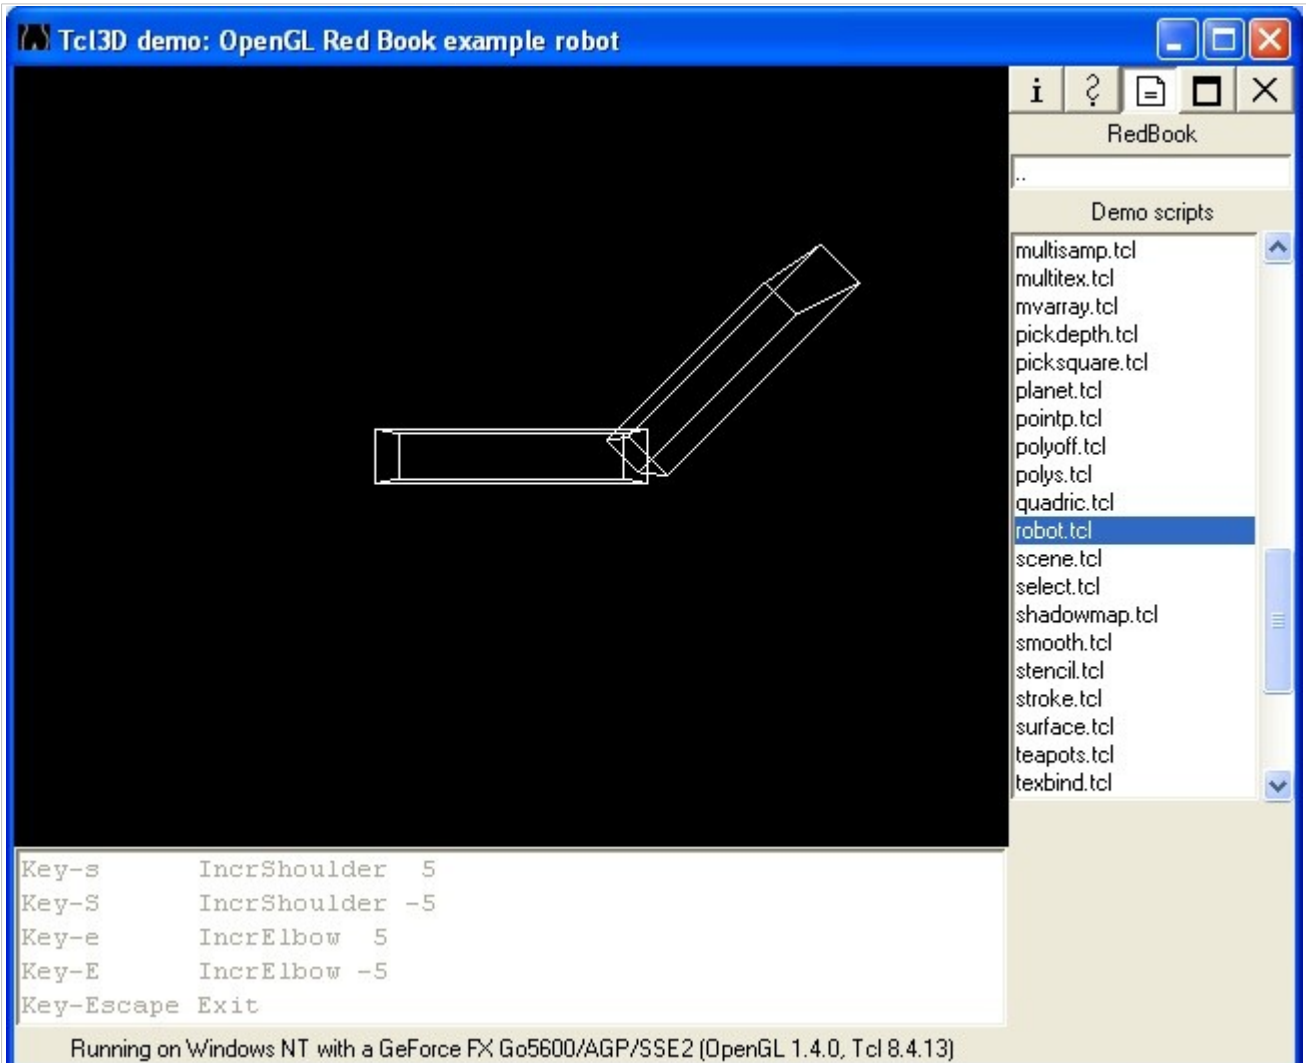 Tcl3D demo: OpenGL Red Book example robot
i ?
RedBook
..
Demo scripts
multisamp.tcl
multitex.tcl
mvarray.tcl
pickdepth.tcl
picksquare.tcl
planet.tcl
pointp.tcl
polyoff.tcl
polys.tcl
quadric.tcl
robot.tcl
scene.tcl
select.tcl
shadowmap.tcl
smooth.tcl
stencil.tcl
stroke.tcl
surface.tcl
teapots.tcl
texbind.tcl
Key-s IncrShoulder 5
Key-S IncrShoulder -5
Key-e IncrElbow 5
Key-E IncrElbow -5
Key-Escape Exit
Running on Windows NT with a GeForce FX Go5600/AGP/SSE2 (OpenGL 1.4.0, Tcl 8.4.13)